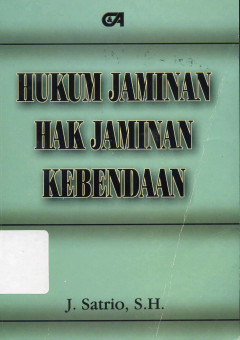 HUKUM JAMINAN
HAK JAMINAN
KEBENDAAN
J. Satrio, S.H.